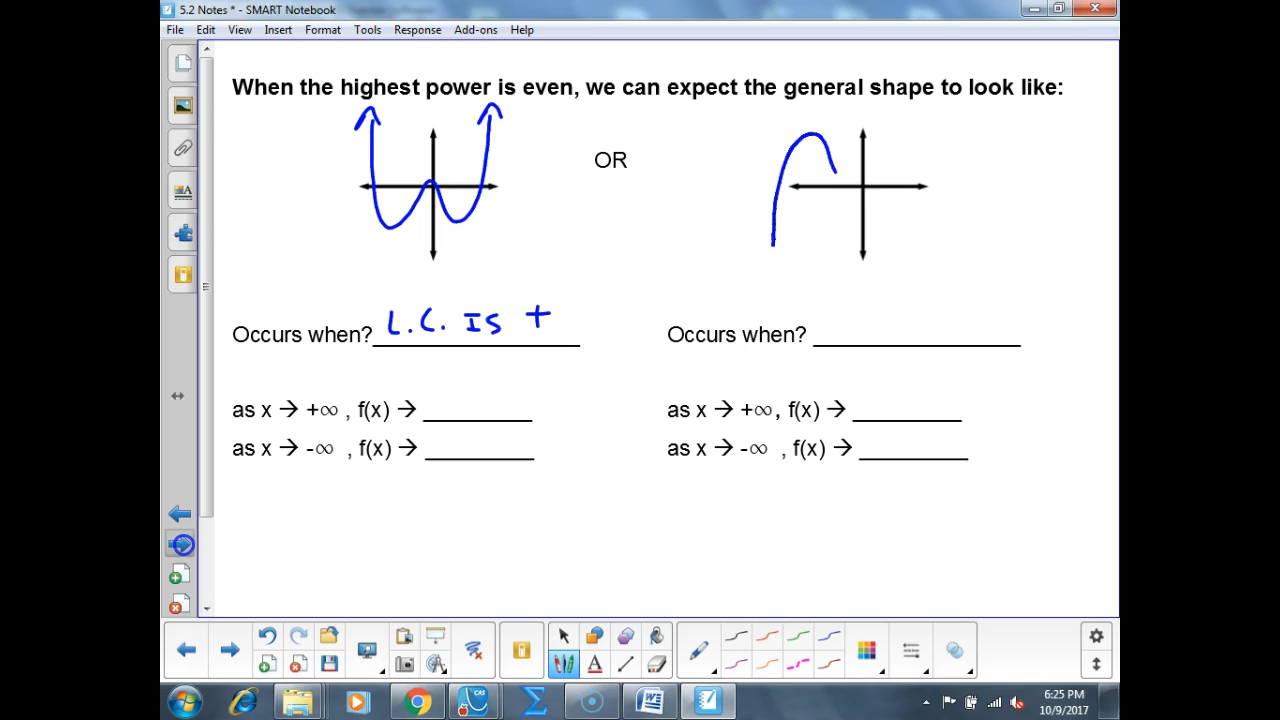 5.2 Notes * - SMART Notebook
File Edit View Insert Format Tools Response Add-ons Help
When the highest power is even, we can expect the general shape to look like:
OR
Occurs when? L.C. Is +
Occurs when?
as x → +∞ , f(x) →
as x → +∞, f(x) →
as x → -∞ , f(x) →
as x → -∞ , f(x) →
6:25 PM
10/9/2017